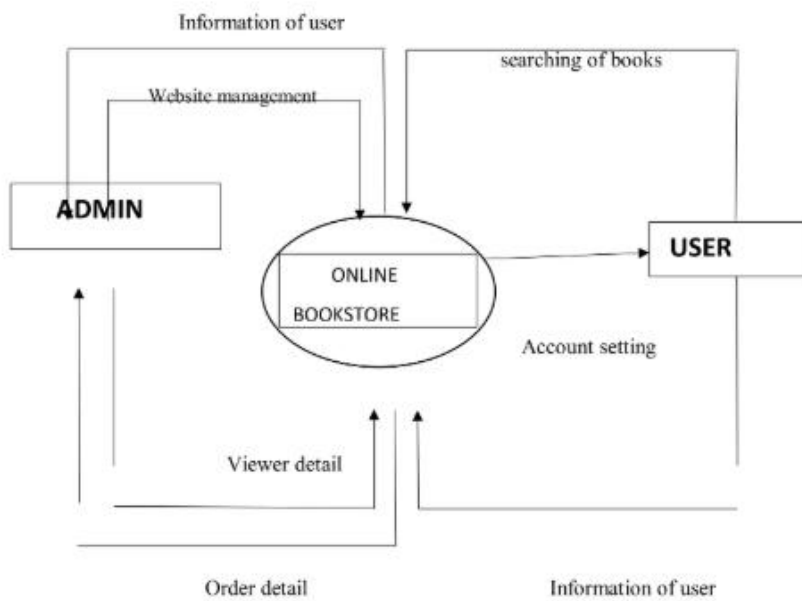 Information of user
searching of books
Website management
ADMIN
USER
ONLINE
BOOKSTORE
Account setting
Viewer detail
Order detail
Information of user